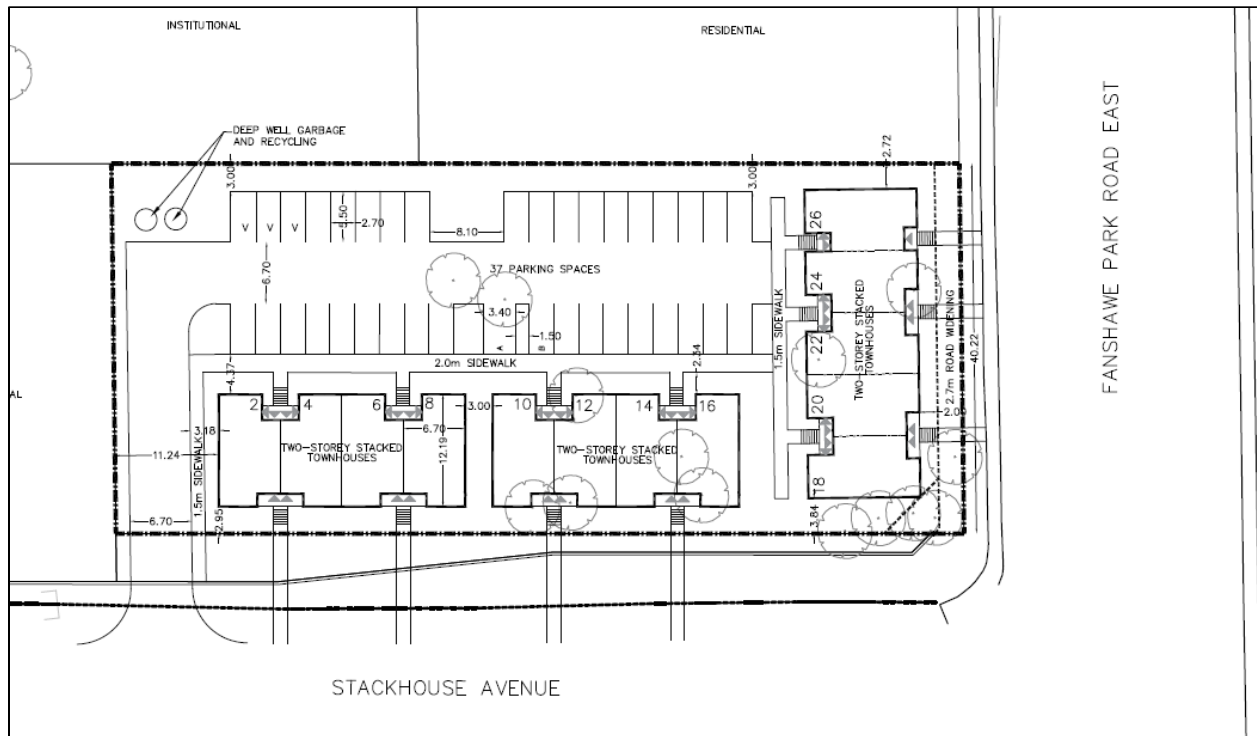 INSTITUTIONAL
RESIDENTIAL
DEEP WELL GARBAGE
AND RECYCLING
3.00
3.00
2.72
5.50
2.70
V V V
8.10
6.70
37 PARKING SPACES
3.40
1.50
A
B
2.0m SIDEWALK
1.5m SIDEWALK
26
24
22
20
18
TWO-STOREY STACKED
TOWNHOUSES
2.7m ROAD WIDENING
40.22
2.00
3.84
FANSHAWE PARK ROAD EAST
4.37
2.34
2
4
6
8
3.00
10
12
14
16
6.70
12.19
3.18
11.24
TWO-STOREY STACKED
TOWNHOUSES
TWO-STOREY STACKED
TOWNHOUSES
1.5m SIDEWALK
6.70
2.95
AL
STACKHOUSE AVENUE